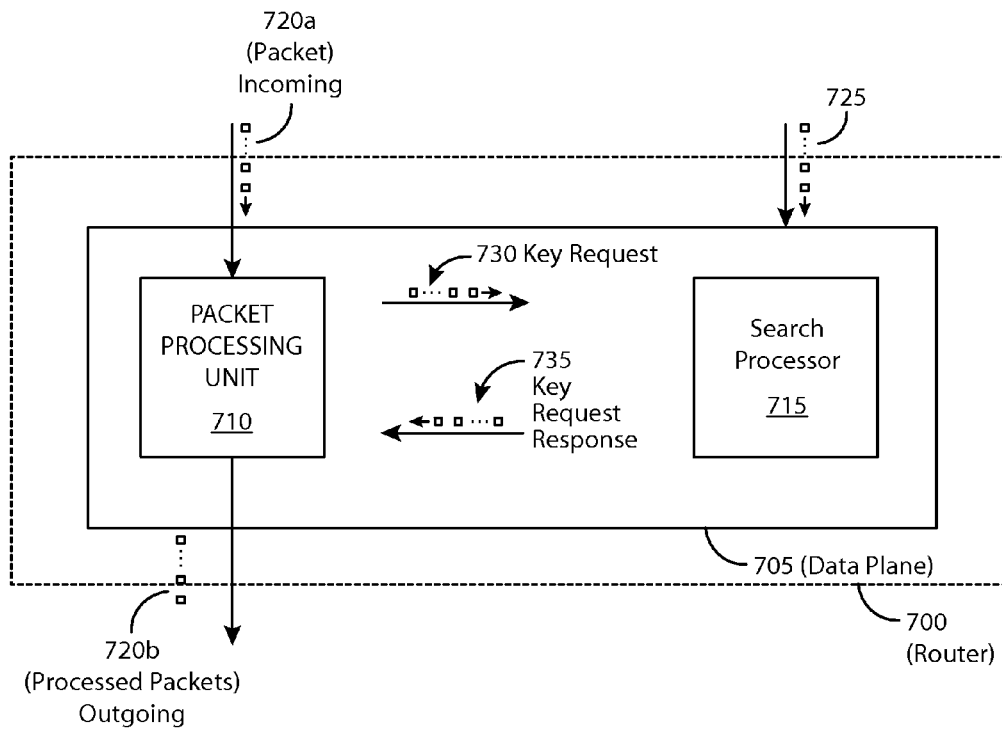 720a
(Packet)
Incoming
725
730 Key Request
PACKET
PROCESSING
UNIT
710
Search
Processor
715
735
Key
Request
Response
705 (Data Plane)
700
(Router)
720b
(Processed Packets)
Outgoing